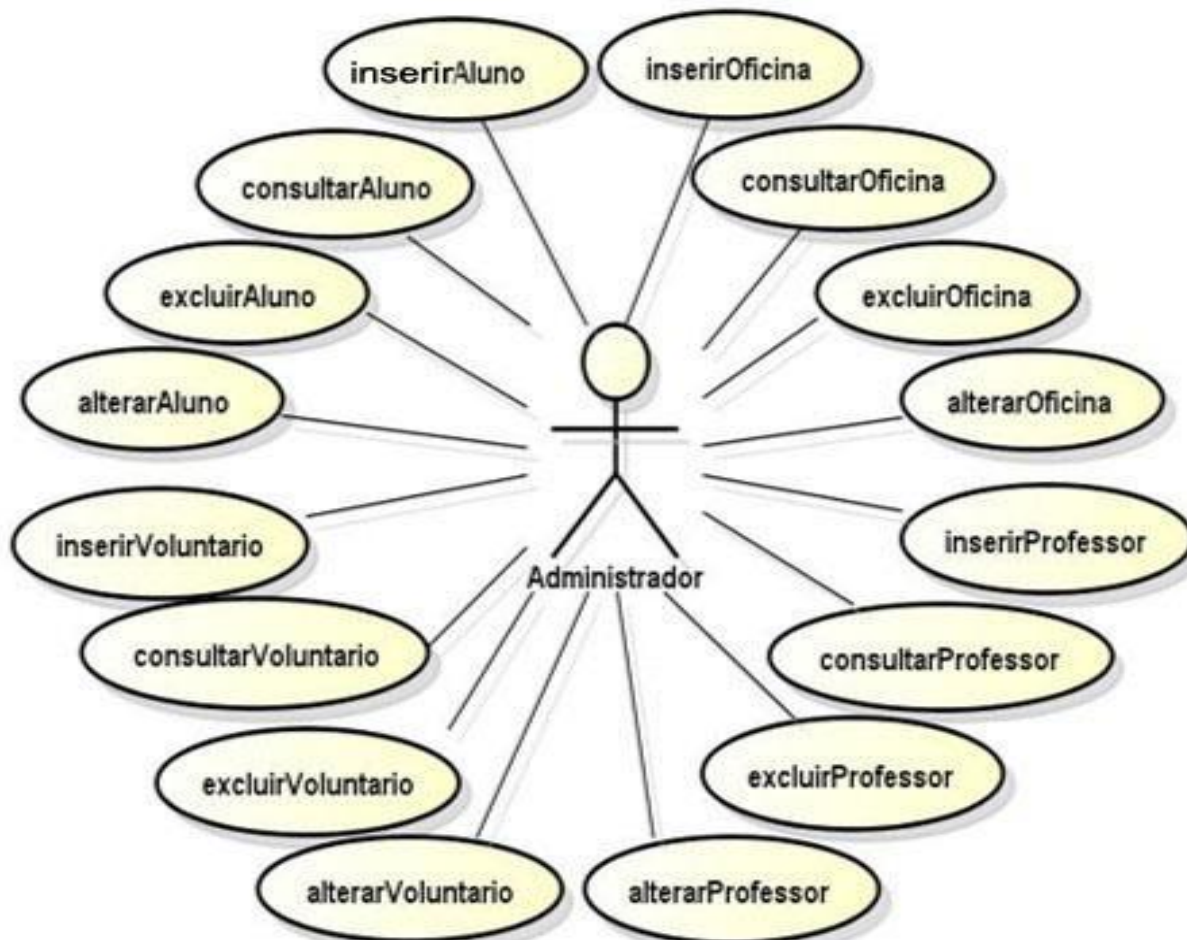 inserirAluno
inserirOficina
consultarAluno
consultarOficina
excluirAluno
excluirOficina
alterarAluno
alterarOficina
inserirVoluntario
inserirProfessor
Administrador
consultarVoluntario
consultarProfessor
excluirVoluntario
excluirProfessor
alterarVoluntario
alterarProfessor